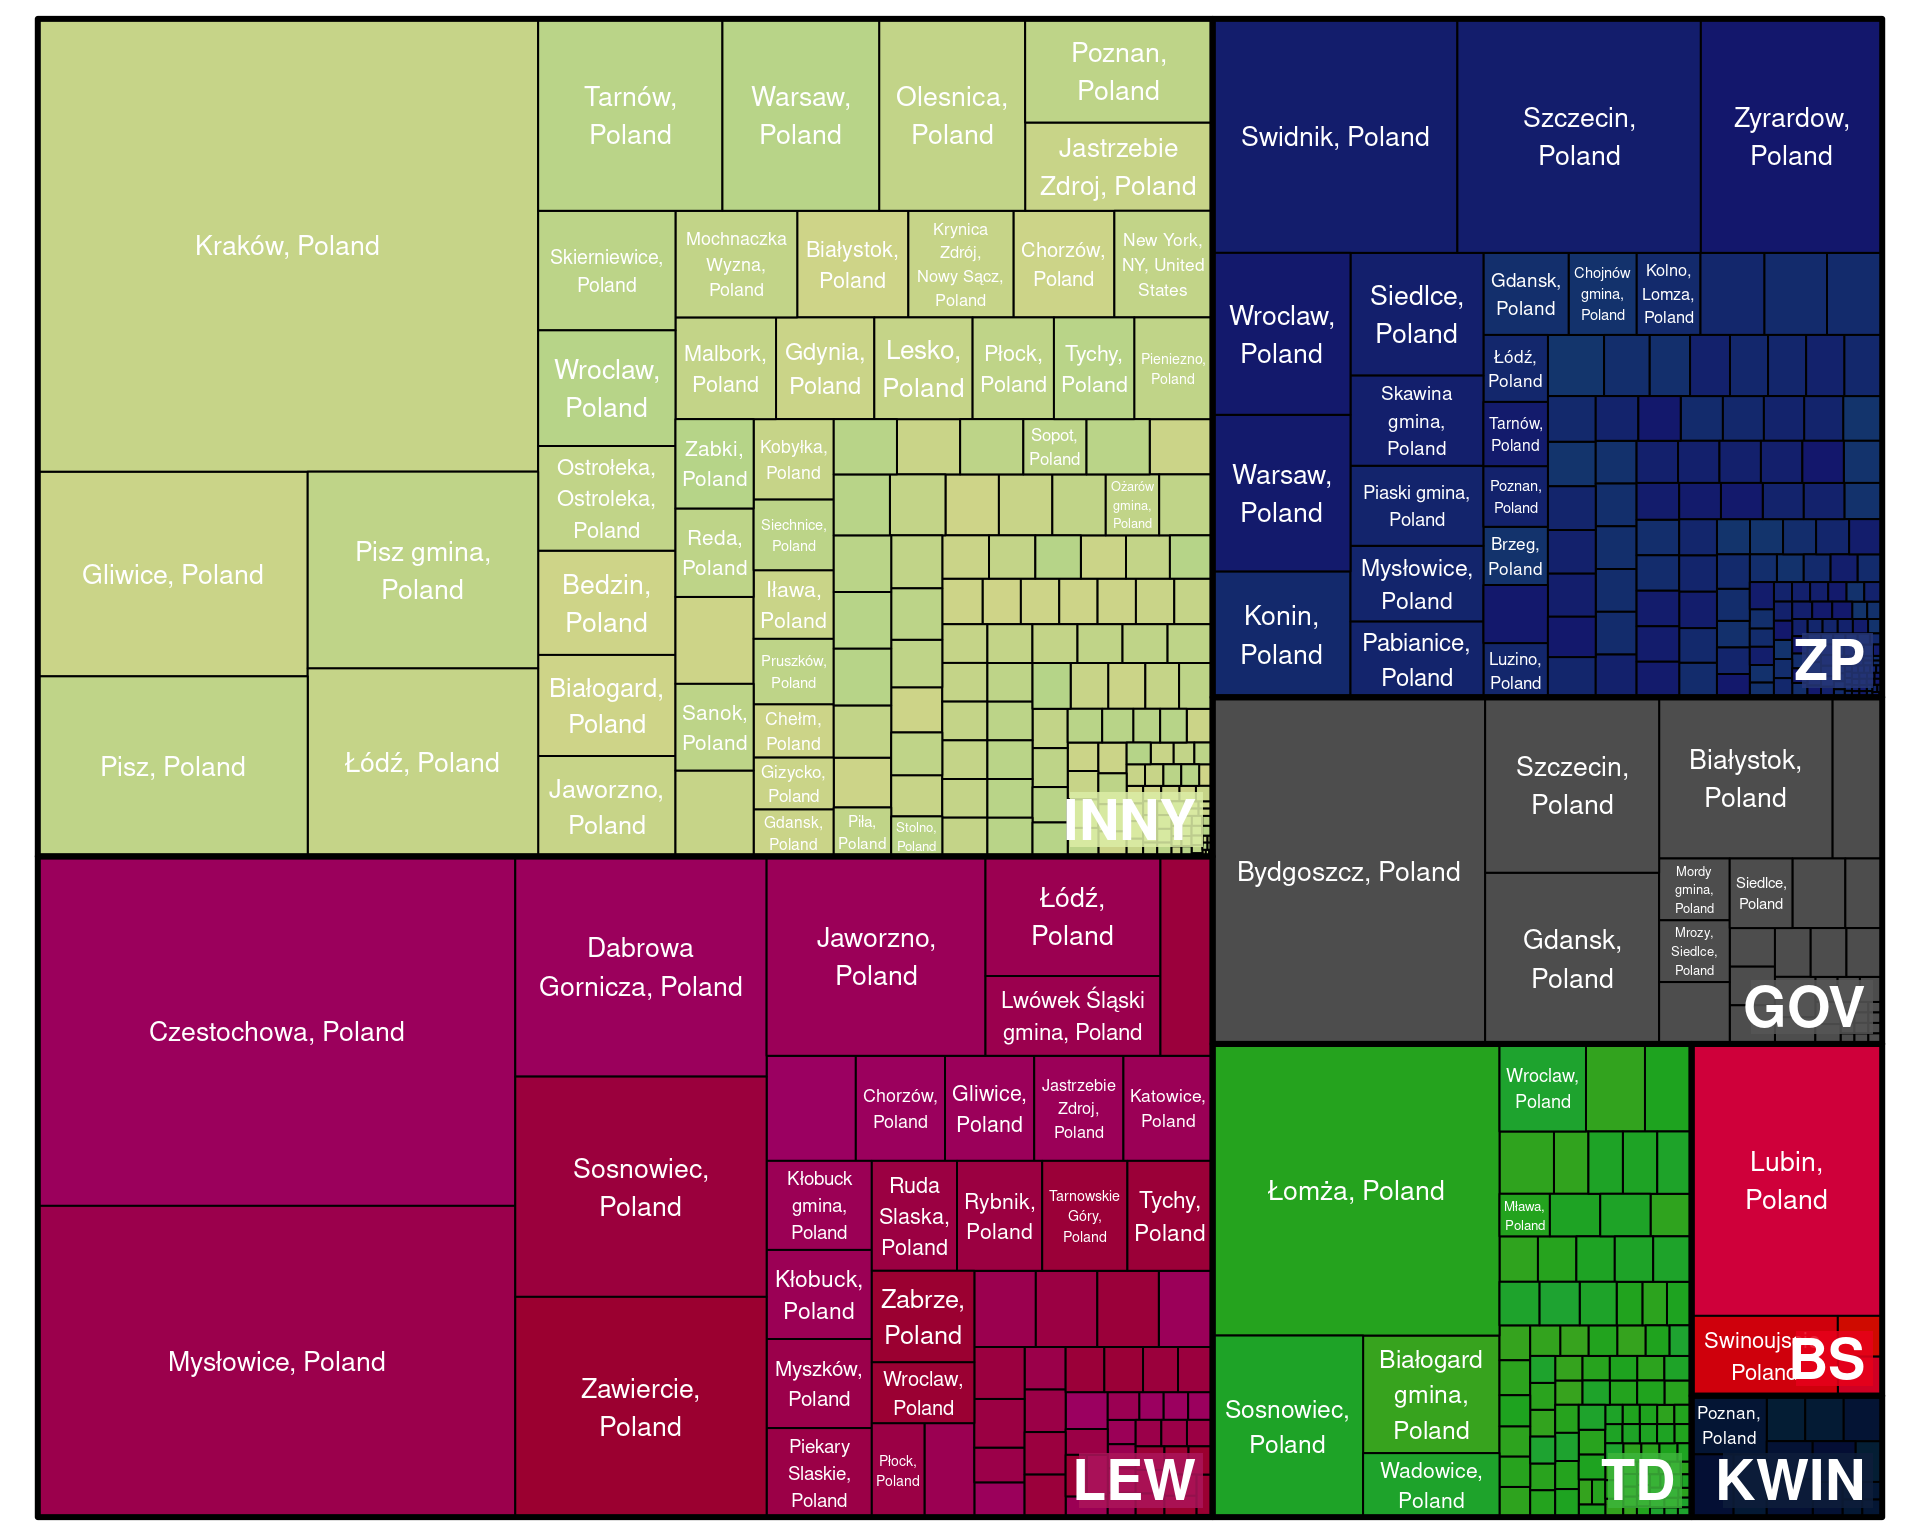 Kraków, Poland
Tarnów,
Poland
Warsaw,
Poland
Olesnica,
Poland
Poznan,
Poland
Jastrzebie
Zdroj, Poland
Skierniewice,
Poland
Mochnaczka
Wyzna,
Poland
Białystok,
Poland
Krynica
Zdrój,
Nowy Sącz,
Poland
Chorzów,
Poland
New York,
NY, United
States
Wroclaw,
Poland
Malbork,
Poland
Gdynia,
Poland
Lesko,
Poland
Płock,
Poland
Tychy,
Poland
Pieniezno,
Poland
Gliwice, Poland
Pisz gmina,
Poland
Pisz, Poland
Łódź, Poland
Ostrołeka,
Ostroleka,
Poland
Bedzin,
Poland
Białogard,
Poland
Jaworzno,
Poland
Zabki,
Poland
Reda,
Poland
Sanok,
Poland
Kobyłka,
Poland
Siechnice,
Poland
Iława,
Poland
Pruszków,
Poland
Chełm,
Poland
Gizycko,
Poland
Gdansk,
Poland
Sopot,
Poland
Ożarów
gmina,
Poland
Piła,
Poland
Stolno,
Poland
INNY
Swidnik, Poland
Szczecin,
Poland
Zyrardow,
Poland
Wroclaw,
Poland
Siedlce,
Poland
Gdansk,
Poland
Chojnów
gmina,
Poland
Kolno,
Lomza,
Poland
Skawina
gmina,
Poland
Łódź,
Poland
Tarnów,
Poland
Warsaw,
Poland
Piaski gmina,
Poland
Poznan,
Poland
Mysłowice,
Poland
Brzeg,
Poland
Konin,
Poland
Pabianice,
Poland
Luzino,
Poland
ZP
Bydgoszcz, Poland
Szczecin,
Poland
Białystok,
Poland
Gdansk,
Poland
Mordy
gmina,
Poland
Siedlce,
Poland
Mrozy,
Siedlce,
Poland
GOV
Czestochowa, Poland
Mysłowice, Poland
Dabrowa
Gornicza, Poland
Sosnowiec,
Poland
Zawiercie,
Poland
Jaworzno,
Poland
Łódź,
Poland
Lwówek Śląski
gmina, Poland
Chorzów,
Poland
Gliwice,
Poland
Jastrzebie
Zdroj,
Poland
Katowice,
Poland
Kłobuck
gmina,
Poland
Ruda
Slaska,
Poland
Rybnik,
Poland
Tarnowskie
Góry,
Poland
Tychy,
Poland
Kłobuck,
Poland
Zabrze,
Poland
Myszków,
Poland
Wroclaw,
Poland
Piekary
Slaskie,
Poland
Płock,
Poland
LEW
Łomża, Poland
Wroclaw,
Poland
Mława,
Poland
Sosnowiec,
Poland
Białogard
gmina,
Poland
Wadowice,
Poland
TD
Lubin,
Poland
Poland
BS
Poznan,
Poland
KWIN